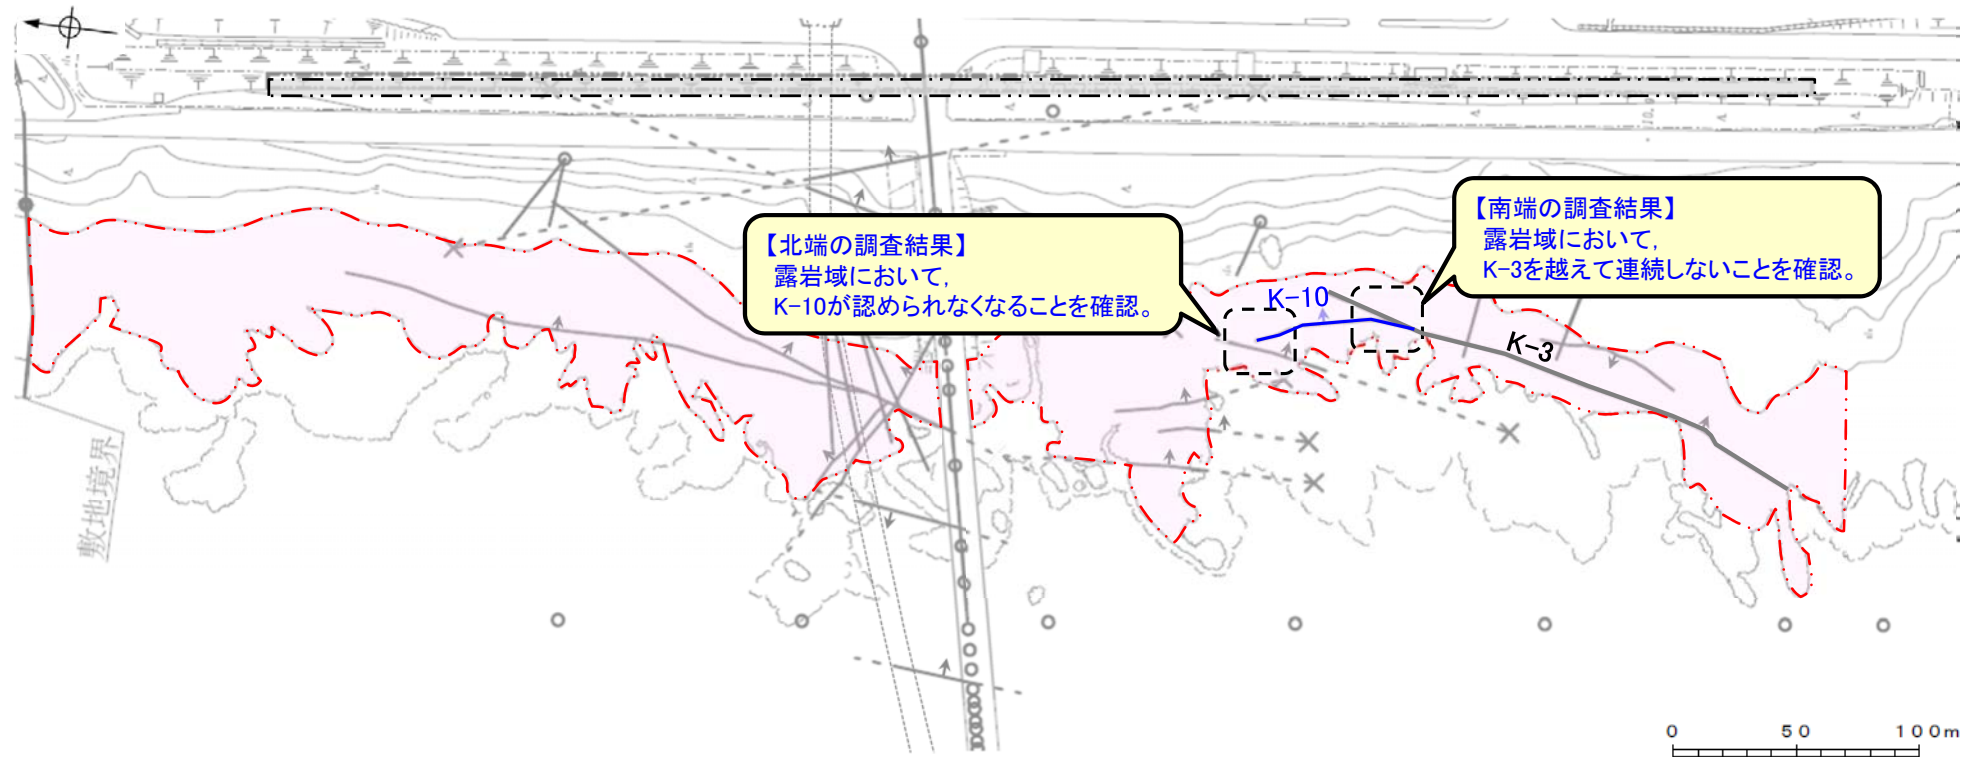 【南端の調査結果】
露岩域において,
K-3を越えて連続しないことを確認。
【北端の調査結果】
露岩域において,
K-10が認められなくなることを確認。
K-10
K-3
敷地境界
0 50 100m